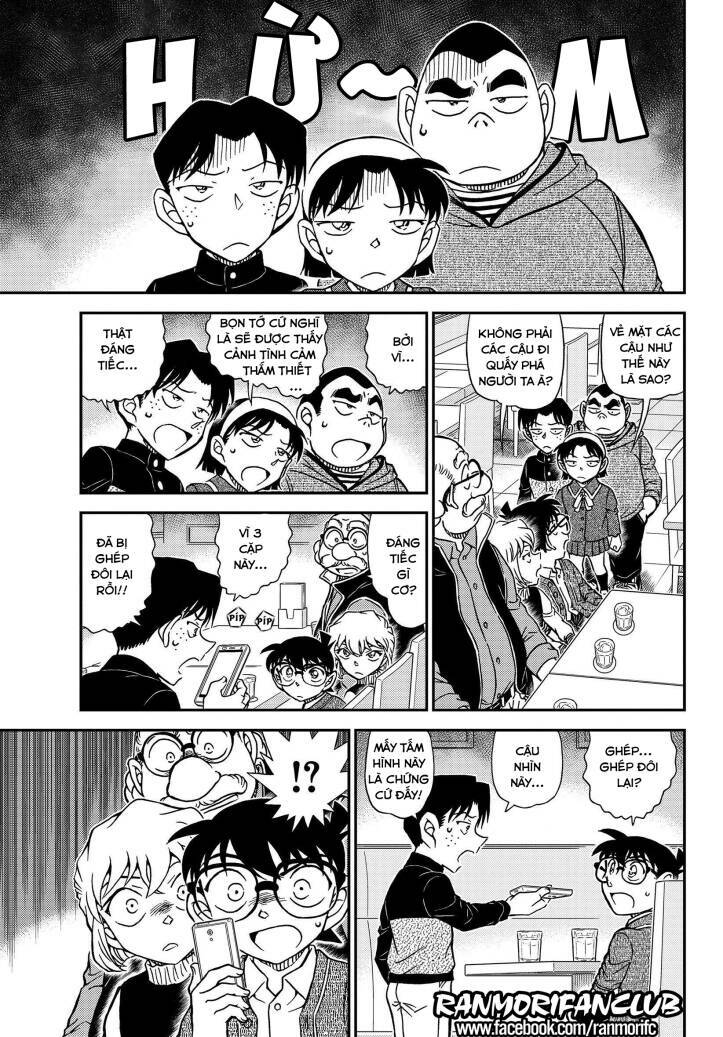 HỪ~M
VẺ MẶT CÁC
CẬU NHƯ
THẾ NÀY
LÀ SAO?
KHÔNG PHẢI
CÁC CẬU ĐI
QUẤY PHÁ
NGƯỜI TA À?
BỞI
VÌ...
BỌN TỚ CỨ NGHĨ
LÀ SẼ ĐƯỢC THẤY
CẢNH TÌNH CẢM
THẮM THIẾT
...
THẬT
ĐÁNG
TIẾC...
ĐÁNG
TIẾC
GÌ
CƠ?
VÌ 3
CẶP
NÀY...
ĐÃ BỊ
GHÉP
ĐÔI LẠI
RỒI!!
PÍP
PÍP
GHÉP...
GHÉP ĐÔI
LẠI?
CẬU
NHÌN
NÀY...
MẤY TẤM
HÌNH NÀY
LÀ CHỨNG
CỨ ĐẤY!
!?
RANMORIFANCLUB
www.facebook.com/ranmorifc